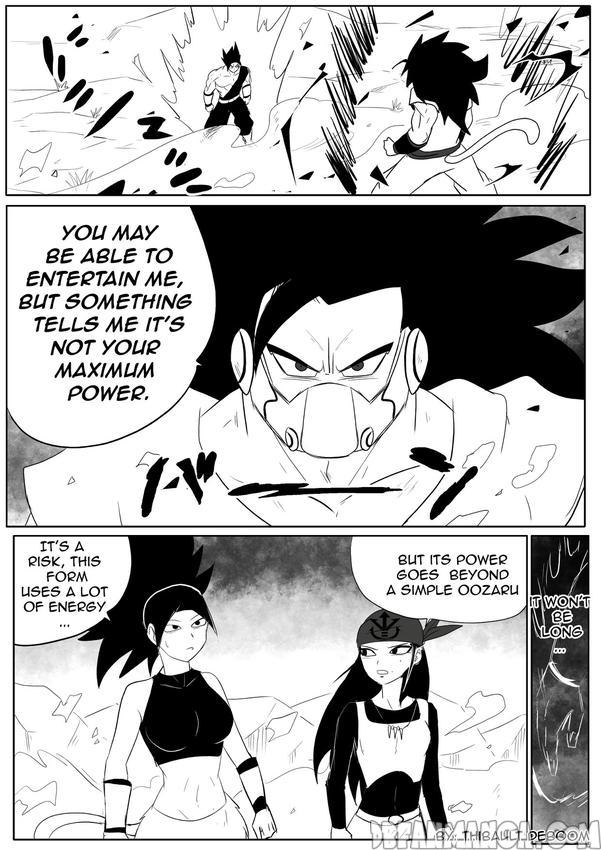 YOU MAY
BE ABLE TO
ENTERTAIN ME,
BUT SOMETHING
TELLS ME IT'S
NOT YOUR
MAXIMUM
POWER.
IT'S A
RISK, THIS
FORM
USES A LOT
OF ENERGY
...
BUT ITS POWER
GOES BEYOND
A SIMPLE OOZARU
IT WON'T
BE
LONG
...
BY: THIBAULT.DEBOOM
DREAMMANGA.COM